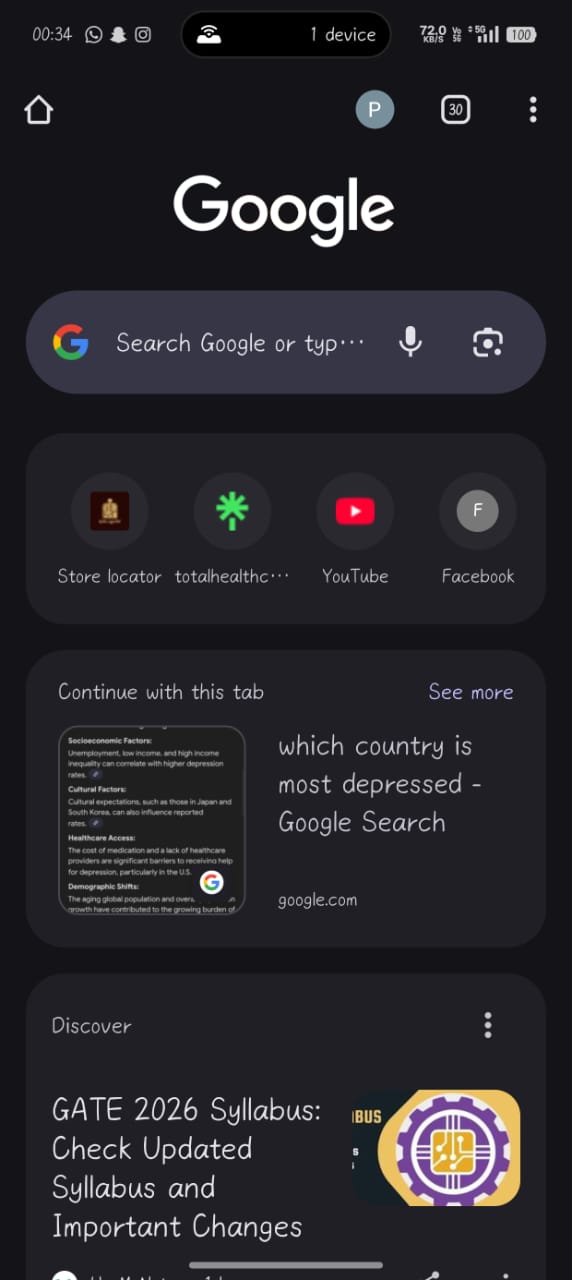 00:34
1 device
72.0 KB/S
Vo 5G
5G
100
P
30
Google
Search Google or typ···
F
Store locator
totalhealthc···
YouTube
Facebook
Continue with this tab
See more
Socioeconomic Factors:
Unemployment, low income, and high income
inequality can correlate with higher depression
rates.
Cultural Factors:
Cultural expectations, such as those in Japan and
South Korea, can also influence reported
rates.
Healthcare Access:
The cost of medication and a lack of healthcare
providers are significant barriers to receiving help
for depression, particularly in the U.S.
Demographic Shifts:
The aging global population and overa
growth have contributed to the growing burden of
which country is
most depressed -
Google Search
google.com
Discover
GATE 2026 Syllabus:
Check Updated
Syllabus and
Important Changes
BUS